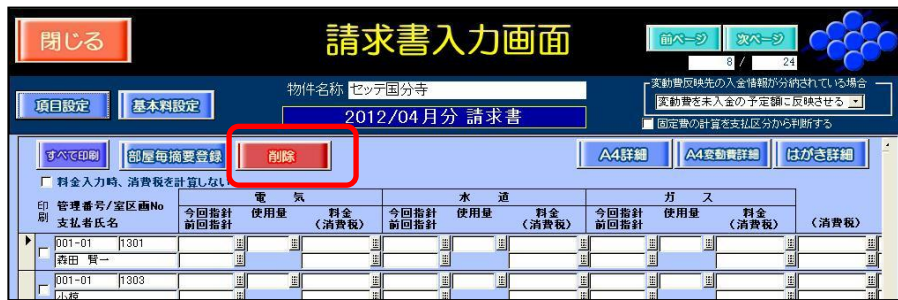 閉じる
請求書入力画面
前ページ
次ページ
8 / 24
物件名称 セッテ国分寺
変動費反映先の入金情報が分納されている場合
変動費を未入金の予定額に反映させる
項目設定
基本料設定
2012/04月分 請求書
固定費の計算を支払区分から判断する
すべて印刷
部屋毎摘要登録
削除
A4詳細
A4変動費詳細
はがき詳細
料金入力時、消費税を計算しない
電 気
水 道
ガ ス
印刷
管理番号/室区画No
支払者氏名
今回指針
前回指針
使用量
料金
(消費税)
今回指針
前回指針
使用量
料金
(消費税)
今回指針
前回指針
使用量
料金
(消費税)
(消費税)
001-01 1301
森田 賢一
001-01 1303